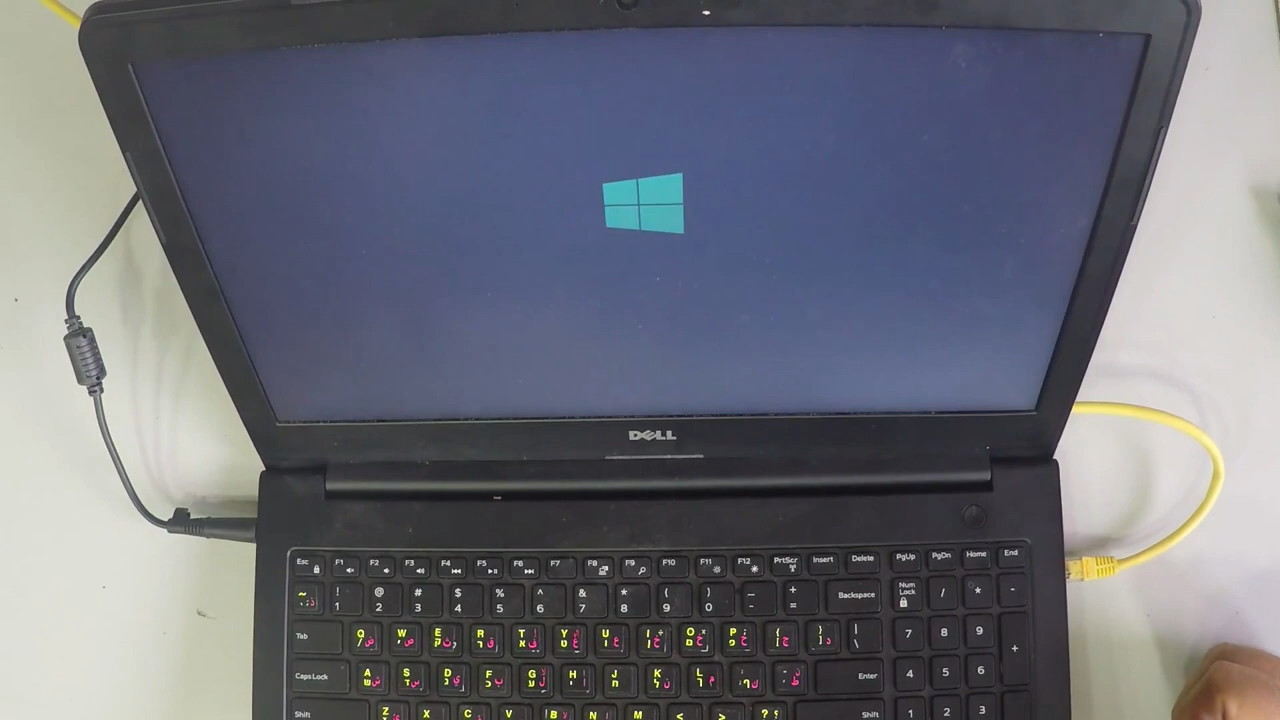 DELL
Esc F1 F2 F3 F4 F5 F6 F7 F8 F9 F10 F11 F12 PrtScr Insert Delete PgUp PgDn Home End
~ ! 1 @ 2 # 3 $ 4 % 5 ^ 6 & 7 * 8 ( 9 ) 0 _ - + = Backspace Num Lock / * -
Tab Q / ض W ' ص E ק ث R ר ق T א ف Y ט غ U ו ع I ן ه O ם خ P פ ح { [ ج } ] د | \ 7 8 9 +
Caps Lock A ש ش S ד س D ג ي F כ ب G ע ل H י ا J ח ت K ל ن L ך م ף ك Enter 4 5 6
Shift Z X C V B N M < > ? Shift 1 2 3